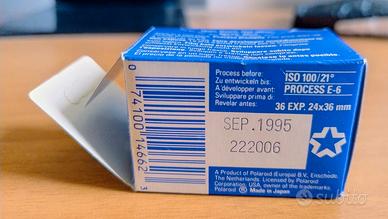 Process before:
Zu entwickeln bis:
A développer avant:
Sviluppare prima di:
Revelar antes:
ISO 100/21°
PROCESS E-6
36 EXP. 24x36 mm
SEP.1995
222006
0 74100 14662 3
A Product of Polaroid (Europa) B.V., Enschede,
The Netherlands. Licensed by Polaroid
Corporation, USA, owner of the trademarks
Polaroid. Made in Japan
subito